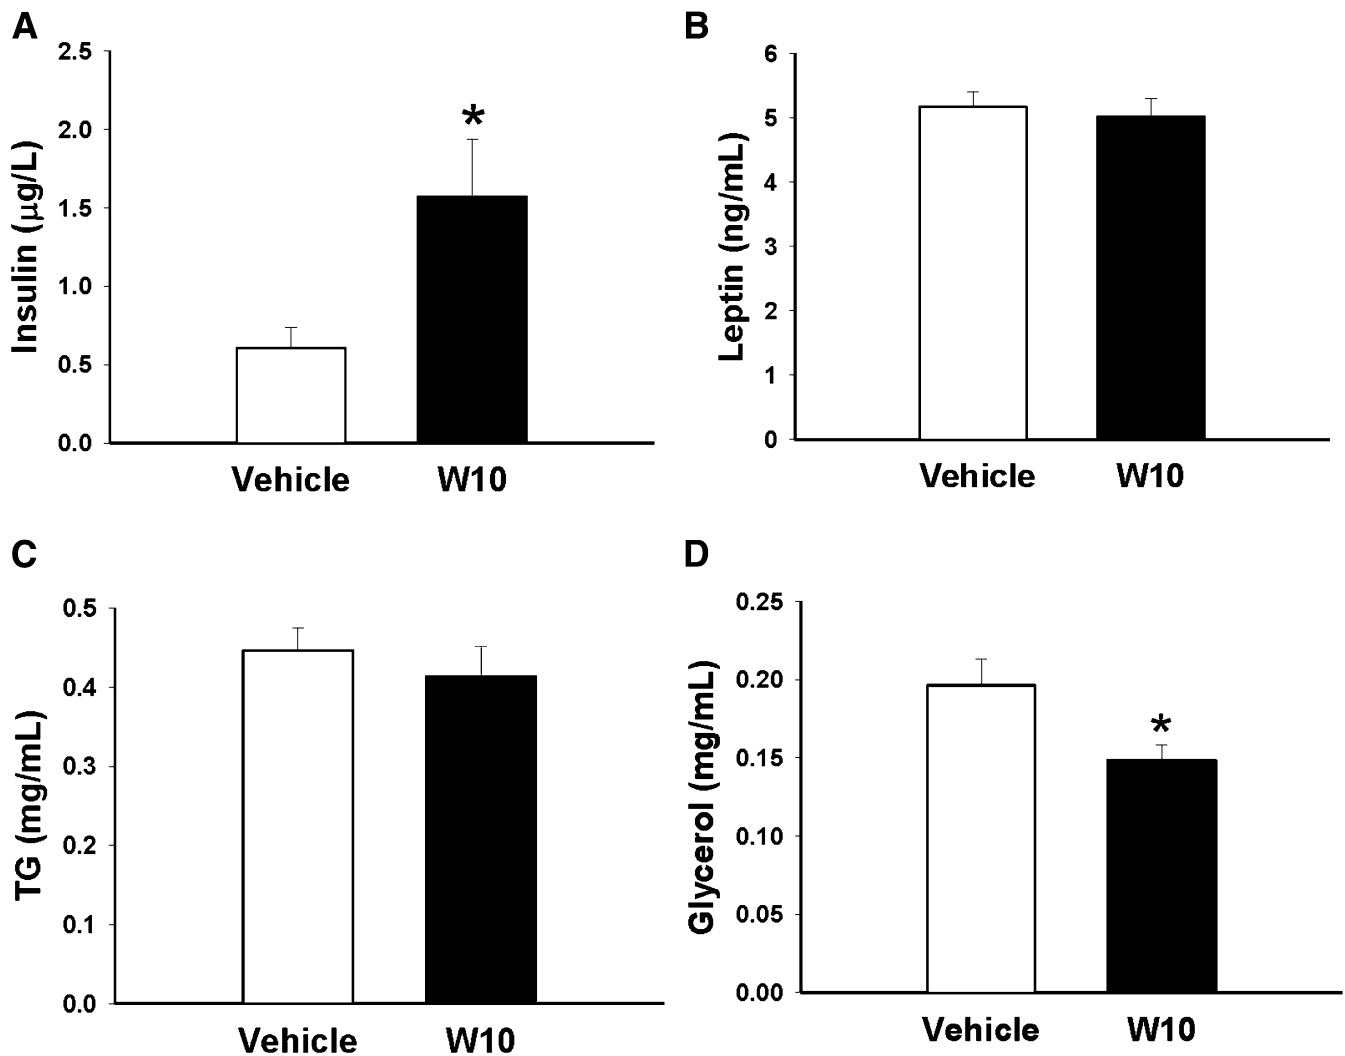 A
2.5
2.0
1.5
1.0
0.5
0.0
Insulin (μg/L)
*
Vehicle
W10
B
6
5
4
3
2
1
0
Leptin (ng/mL)
Vehicle
W10
C
0.5
0.4
0.3
0.2
0.1
0.0
TG (mg/mL)
Vehicle
W10
D
0.25
0.20
0.15
0.10
0.05
0.00
Glycerol (mg/mL)
*
Vehicle
W10